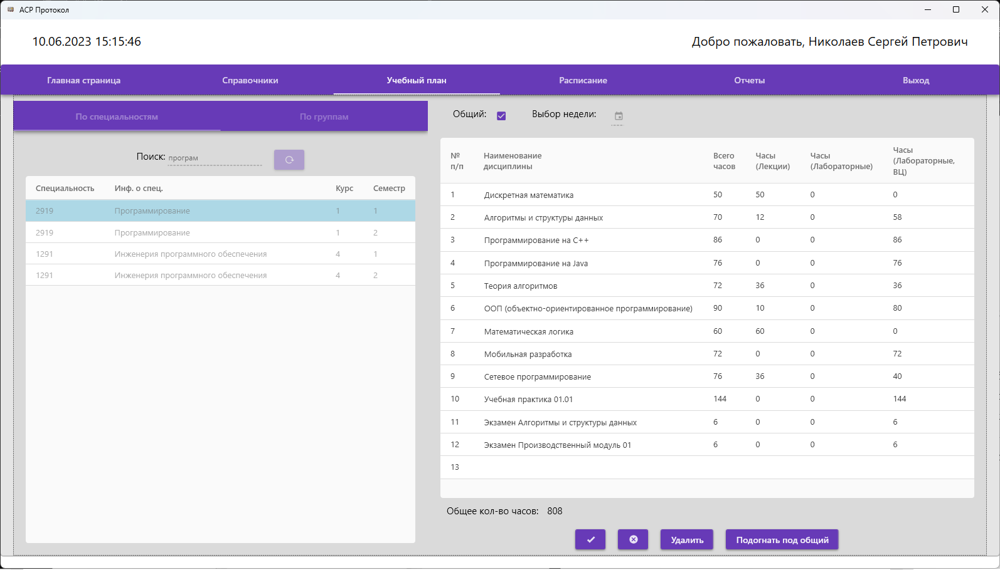 АСР Протокол
10.06.2023 15:15:46
Добро пожаловать, Николаев Сергей Петрович
Главная страница Справочники Учебный план Расписание Отчеты Выход
По специальностям По группам
Поиск: програм
Специальность Инф. о спец. Курс Семестр
2919 Программирование 1 1
2919 Программирование 1 2
1291 Инженерия программного обеспечения 4 1
1291 Инженерия программного обеспечения 4 2
Общий: Выбор недели:
№ п/п Наименование дисциплины Всего часов Часы (Лекции) Часы (Лабораторные) Часы (Лабораторные, ВЦ)
1 Дискретная математика 50 50 0 0
2 Алгоритмы и структуры данных 70 12 0 58
3 Программирование на C++ 86 0 0 86
4 Программирование на Java 76 0 0 76
5 Теория алгоритмов 72 36 0 36
6 ООП (объектно-ориентированное программирование) 90 10 0 80
7 Математическая логика 60 60 0 0
8 Мобильная разработка 72 0 0 72
9 Сетевое программирование 76 36 0 40
10 Учебная практика 01.01 144 0 0 144
11 Экзамен Алгоритмы и структуры данных 6 0 0 6
12 Экзамен Производственный модуль 01 6 0 0 6
13
Общее кол-во часов: 808
Удалить Подогнать под общий